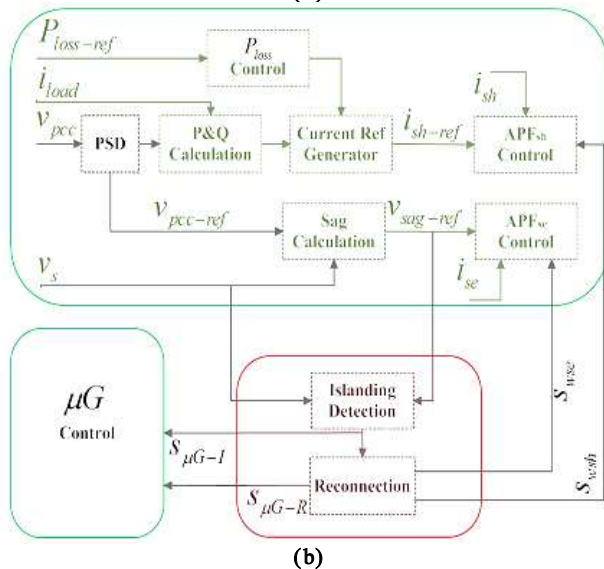 P_loss-ref
P_loss
Control
i_load
i_sh
v_pcc
PSD
P&Q
Calculation
Current Ref
Generator
i_sh-ref
APF_sh
Control
v_pcc-ref
Sag
Calculation
v_sag-ref
APF_se
Control
v_s
i_se
μG
Control
Islanding
Detection
s_wse
s_μG-I
Reconnection
s_wsh
s_μG-R
(b)